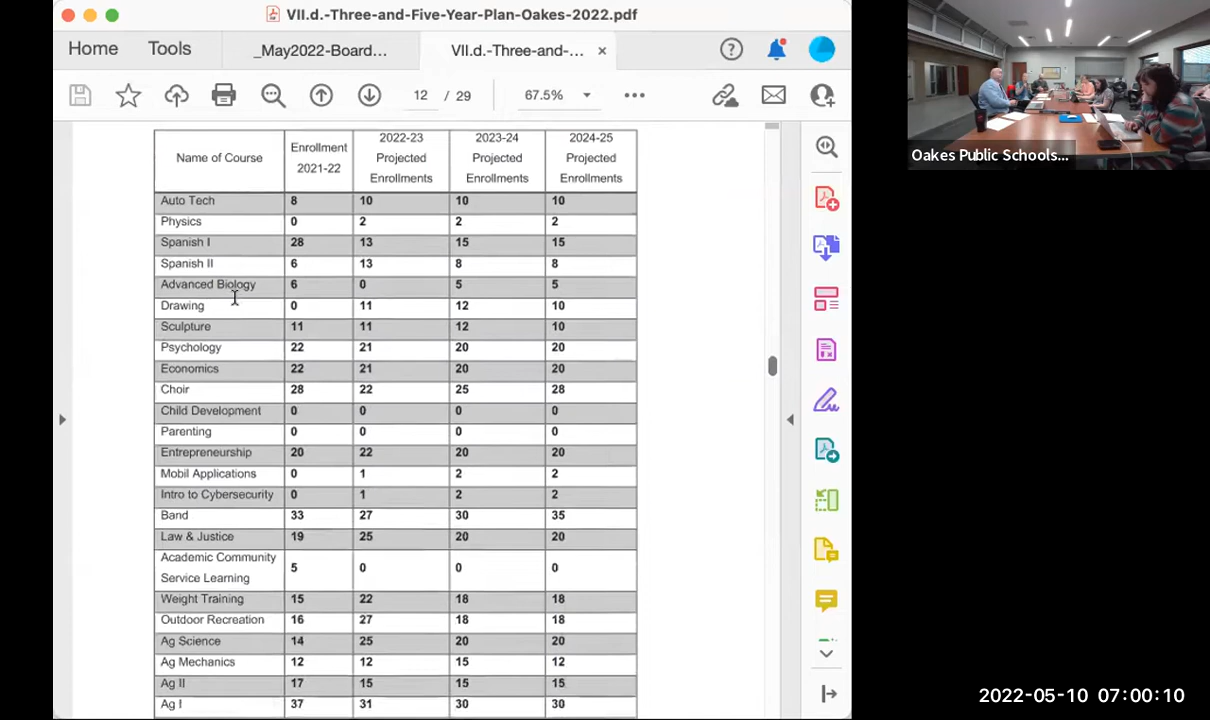 VII.d.-Three-and-Five-Year-Plan-Oakes-2022.pdf
Home Tools _May2022-Board... VII.d.-Three-and-... ×
12 / 29 67.5%
Name of Course Enrollment 2021-22 2022-23 Projected Enrollments 2023-24 Projected Enrollments 2024-25 Projected Enrollments
Auto Tech 8 10 10 10
Physics 0 2 2 2
Spanish I 28 13 15 15
Spanish II 6 13 8 8
Advanced Biology 6 0 5 5
Drawing 0 11 12 10
Sculpture 11 11 12 10
Psychology 22 21 20 20
Economics 22 21 20 20
Choir 28 22 25 28
Child Development 0 0 0 0
Parenting 0 0 0 0
Entrepreneurship 20 22 20 20
Mobil Applications 0 1 2 2
Intro to Cybersecurity 0 1 2 2
Band 33 27 30 35
Law & Justice 19 25 20 20
Academic Community Service Learning 5 0 0 0
Weight Training 15 22 18 18
Outdoor Recreation 16 27 18 18
Ag Science 14 25 20 20
Ag Mechanics 12 12 15 12
Ag II 17 15 15 15
Ag I 37 31 30 30
Oakes Public Schools...
2022-05-10 07:00:10